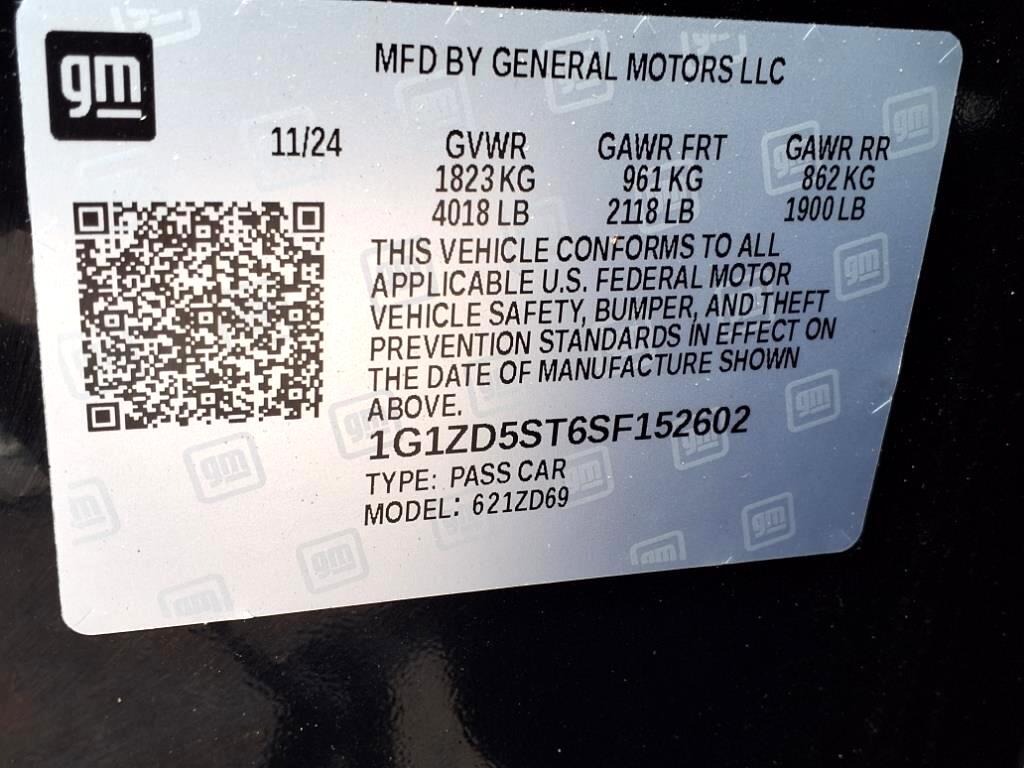 gm
MFD BY GENERAL MOTORS LLC
11/24 GVWR GAWR FRT GAWR RR
1823 KG 961 KG 862 KG
4018 LB 2118 LB 1900 LB
THIS VEHICLE CONFORMS TO ALL
APPLICABLE U.S. FEDERAL MOTOR
VEHICLE SAFETY, BUMPER, AND THEFT
PREVENTION STANDARDS IN EFFECT ON
THE DATE OF MANUFACTURE SHOWN
ABOVE.
1G1ZD5ST6SF152602
TYPE: PASS CAR
MODEL: 621ZD69